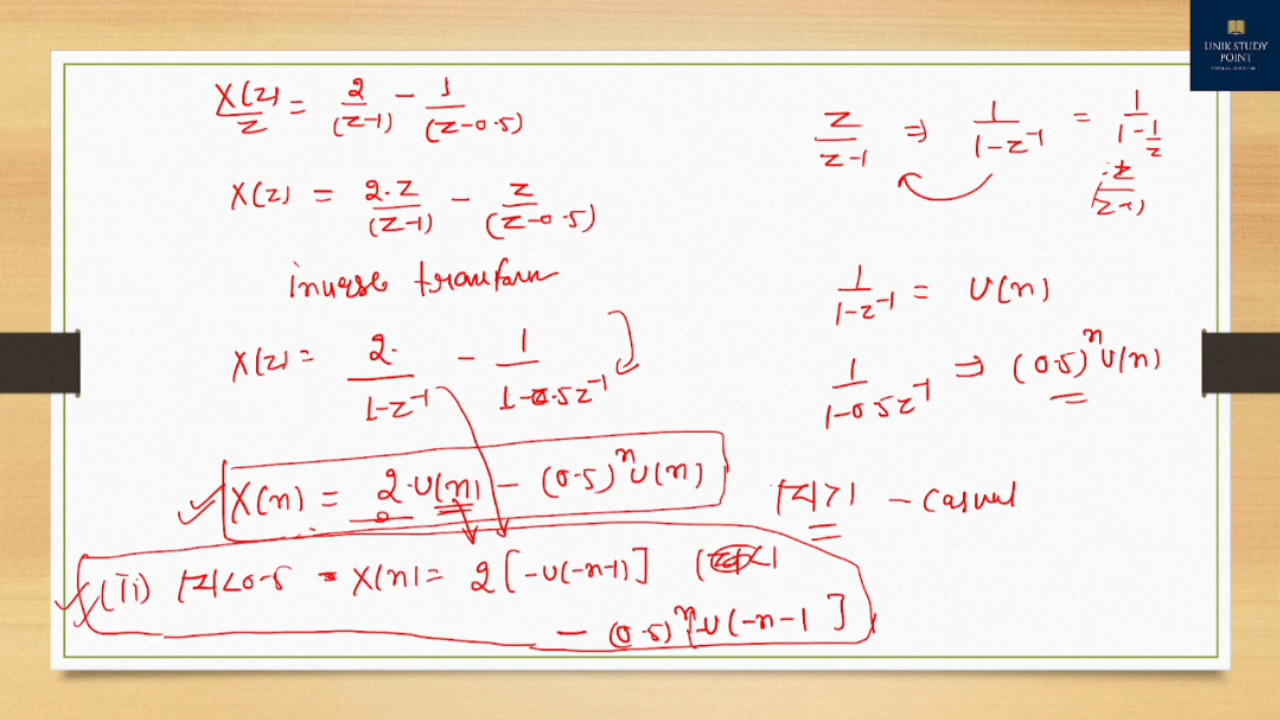 UNIK STUDY
POINT
X(z)/z = 2/(z-1) - 1/(z-0.5)
X(z) = 2.z/(z-1) - z/(z-0.5)
inverse transform
X(z) = 2./(1-z⁻¹) - 1/(1-0.5z⁻¹)
X(n) = 2.U(n) - (0.5)ⁿ U(n)
(ii) |z|<0.5 - X(n) = 2[-U(-n-1)]
- (0.5)ⁿ[-U(-n-1]
z/(z-1) ⇒ 1/(1-z⁻¹) = 1/(1-1/z)
z/(z-1)
1/(1-z⁻¹) = U(n)
1/(1-0.5z⁻¹) ⇒ (0.5)ⁿ U(n)
|z|>1 - casual